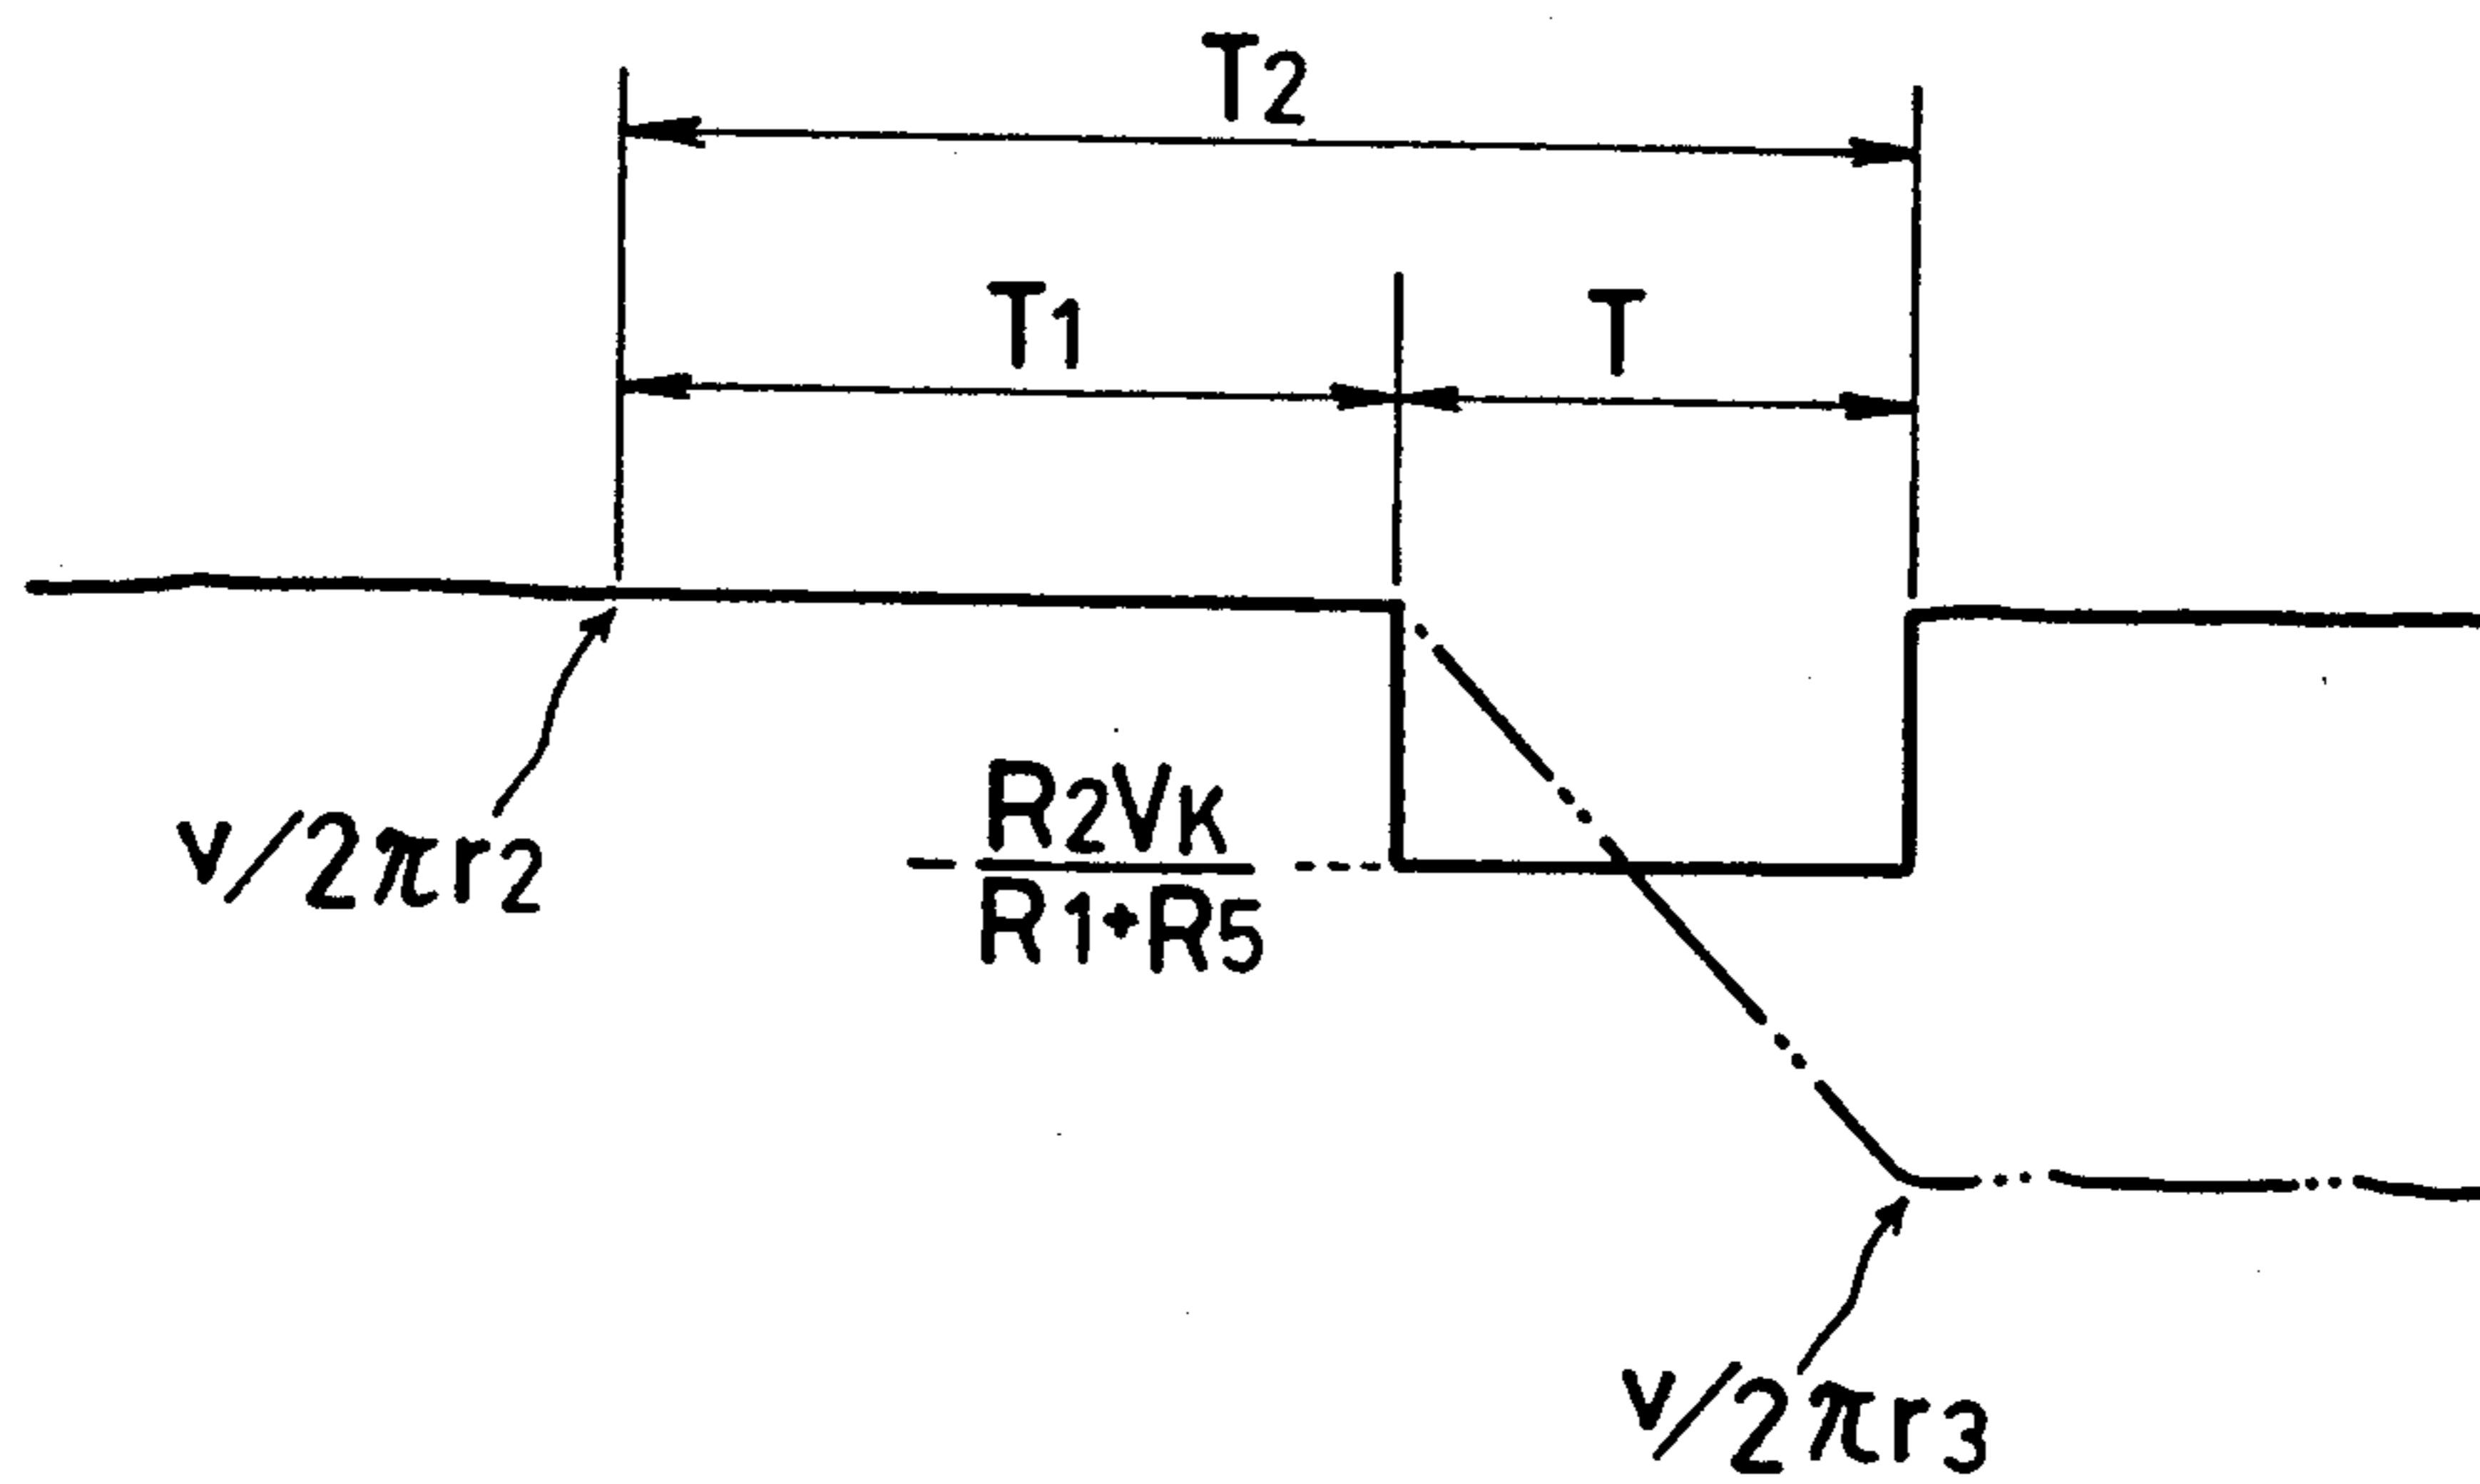 T2
T1
T
v/2πr2
- R2VK
R1+R5
v/2πr3